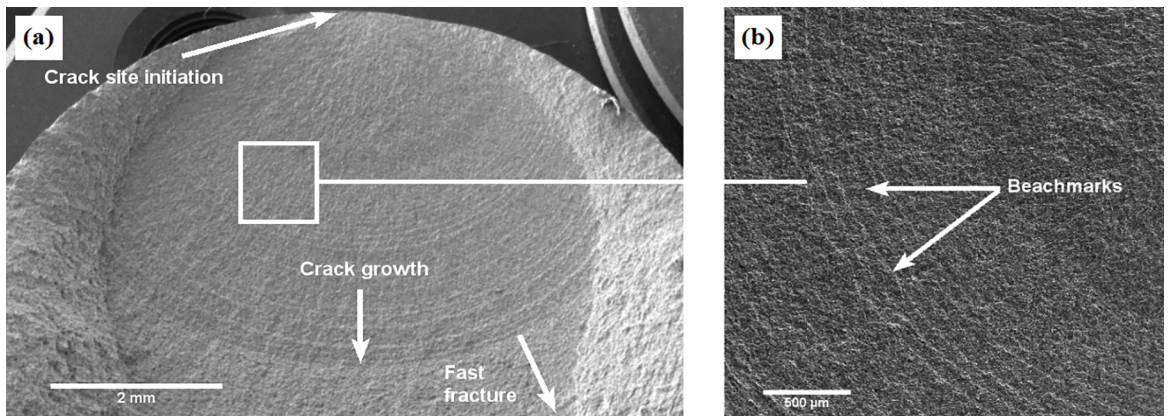 (a)
Crack site initiation
Crack growth
Fast
fracture
2 mm
(b)
Beachmarks
500 µm